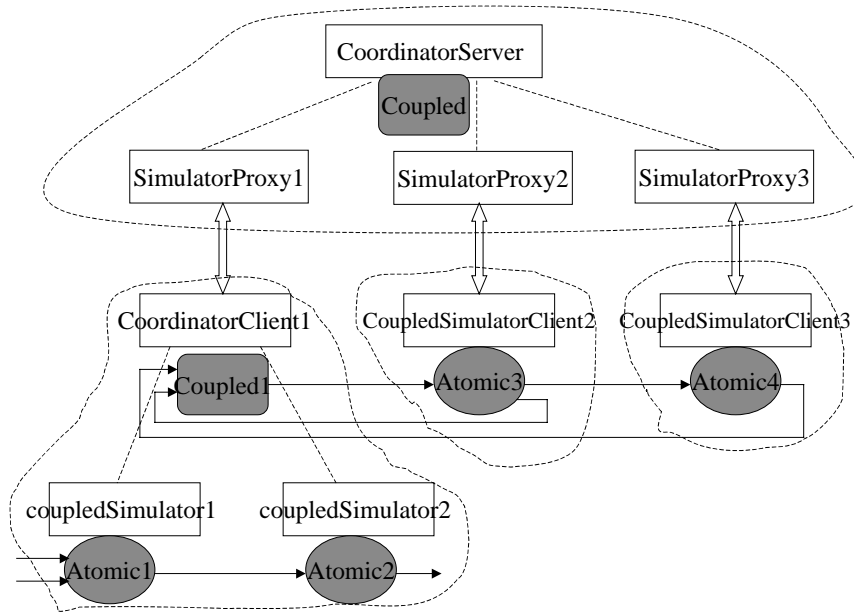 CoordinatorServer
Coupled
SimulatorProxy1
SimulatorProxy2
SimulatorProxy3
CoordinatorClient1
CoupledSimulatorClient2
CoupledSimulatorClient3
Coupled1
Atomic3
Atomic4
coupledSimulator1
coupledSimulator2
Atomic1
Atomic2